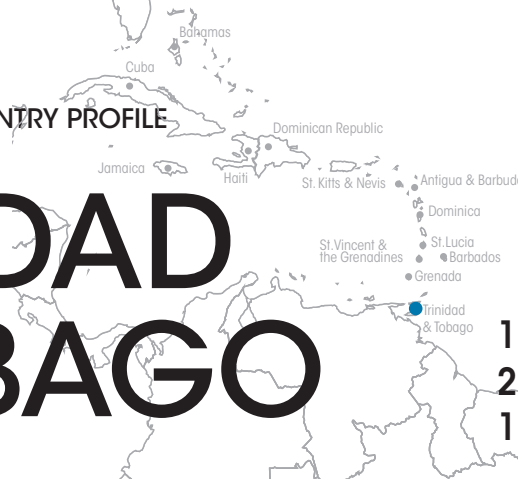 Bahamas
Cuba
NTRY PROFILE
Dominican Republic
Jamaica
Haiti
St. Kitts & Nevis
Antigua & Barbud
DAD
Dominica
St.Vincent &
the Grenadines
St.Lucia
Barbados
Grenada
Trinidad
& Tobago
BAGO
1
2
1